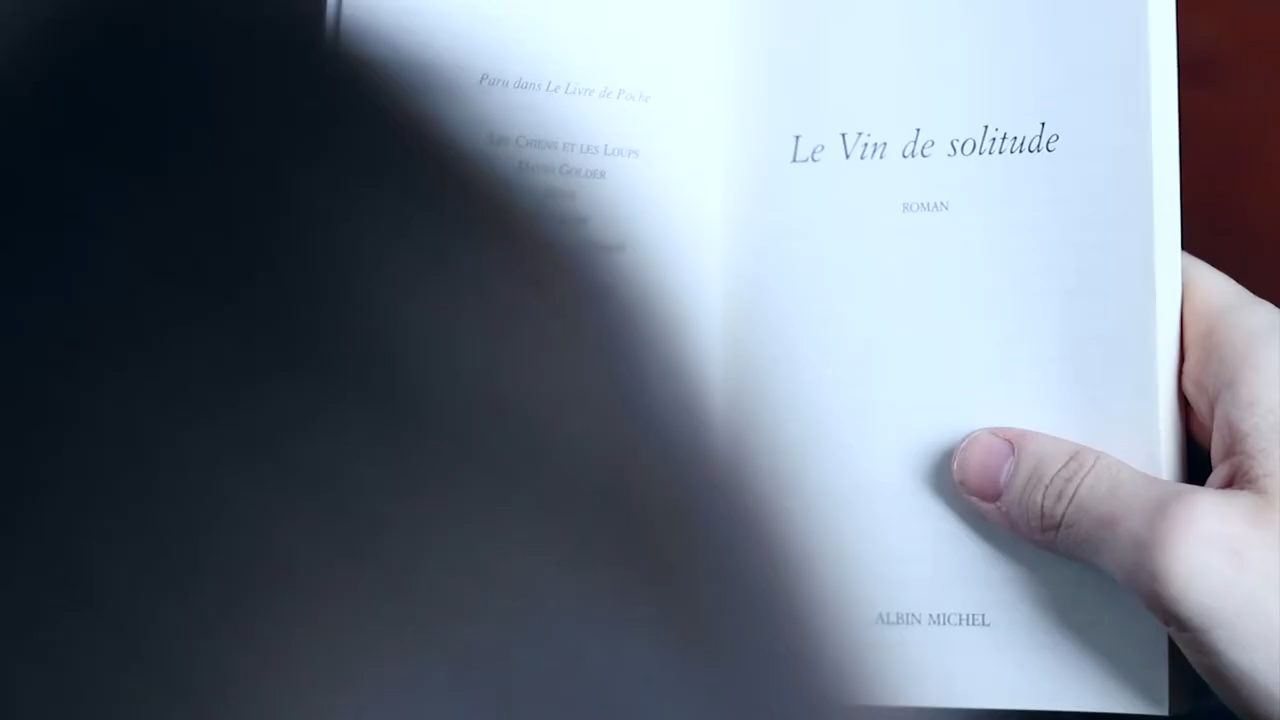 Paru dans Le Livre de Poche
Les Chiens et les Loups
David Golder
Le Vin de solitude
ROMAN
ALBIN MICHEL